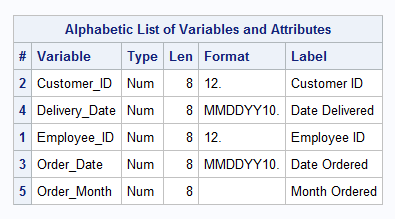 Alphabetic List of Variables and Attributes
# Variable Type Len Format Label
2 Customer_ID Num 8 12. Customer ID
4 Delivery_Date Num 8 MMDDYY10. Date Delivered
1 Employee_ID Num 8 12. Employee ID
3 Order_Date Num 8 MMDDYY10. Date Ordered
5 Order_Month Num 8 Month Ordered